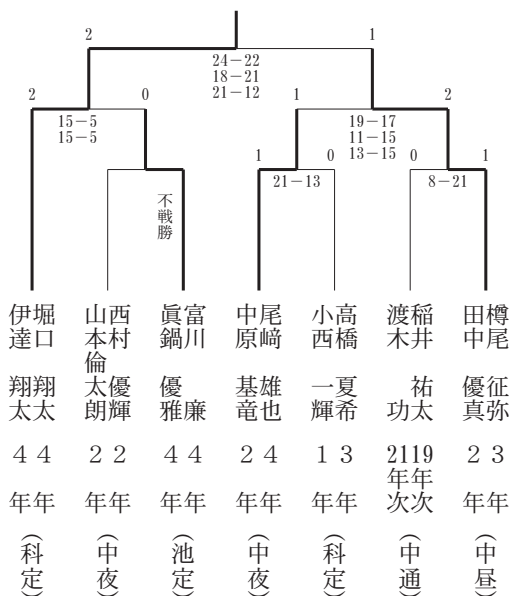 2
1
24－22
18－21
21－12
2
0
1
2
15－5
15－5
19－17
11－15
13－15
1
0
0
1
21－13
8－21
不戦勝
堀口 翔太 4年
伊達 翔太 4年
（科定）
西村 優輝 2年
山本倫太朗 2年
（中夜）
富川 廉 4年
眞鍋 優雅 4年
（池定）
尾﨑 雄也 4年
中原 基竜 2年
（中夜）
高橋 夏希 3年
小西 一輝 1年
（科定）
稲井 祐太 19年次
渡木 功 21年次
（中通）
樽尾 征弥 3年
田中 優真 2年
（中昼）